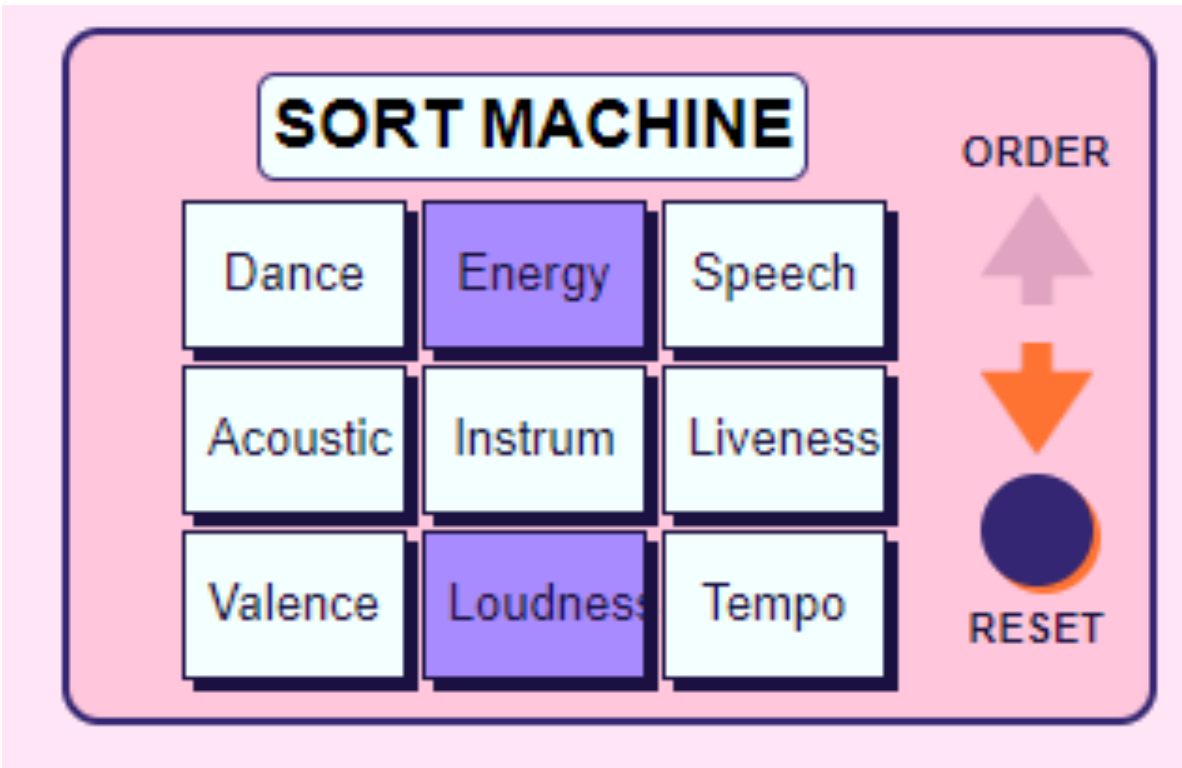 SORT MACHINE
ORDER
Dance Energy Speech
Acoustic Instrum Liveness
Valence Loudness Tempo
RESET